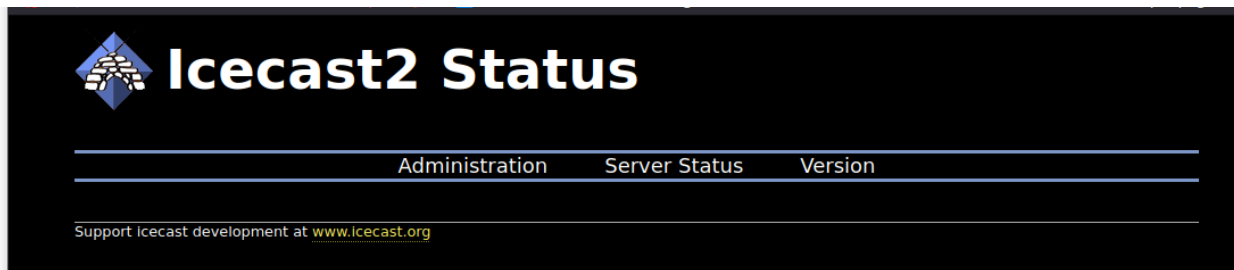 Icecast2 Status
Administration Server Status Version
Support icecast development at www.icecast.org